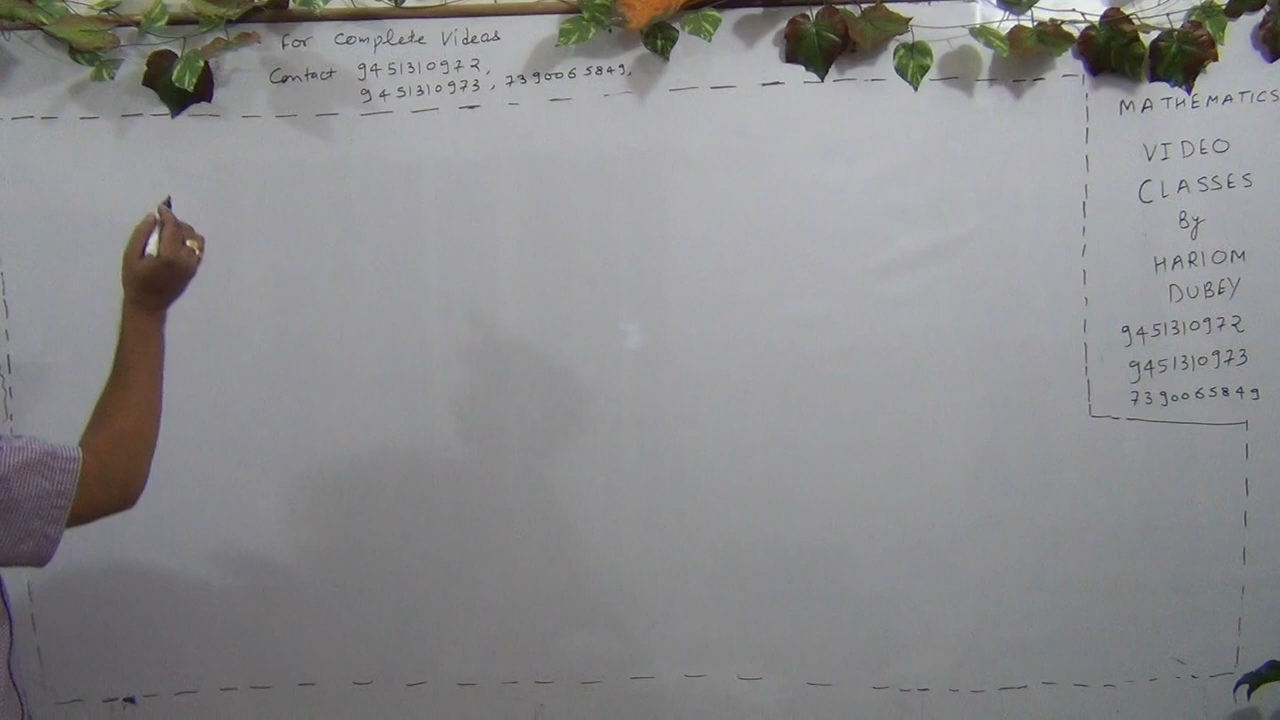 For Complete Videos
Contact 9451310972,
9451310973, 7390065849,
MATHEMATICS
VIDEO
CLASSES
By
HARIOM
DUBEY
9451310972
9451310973
7390065849